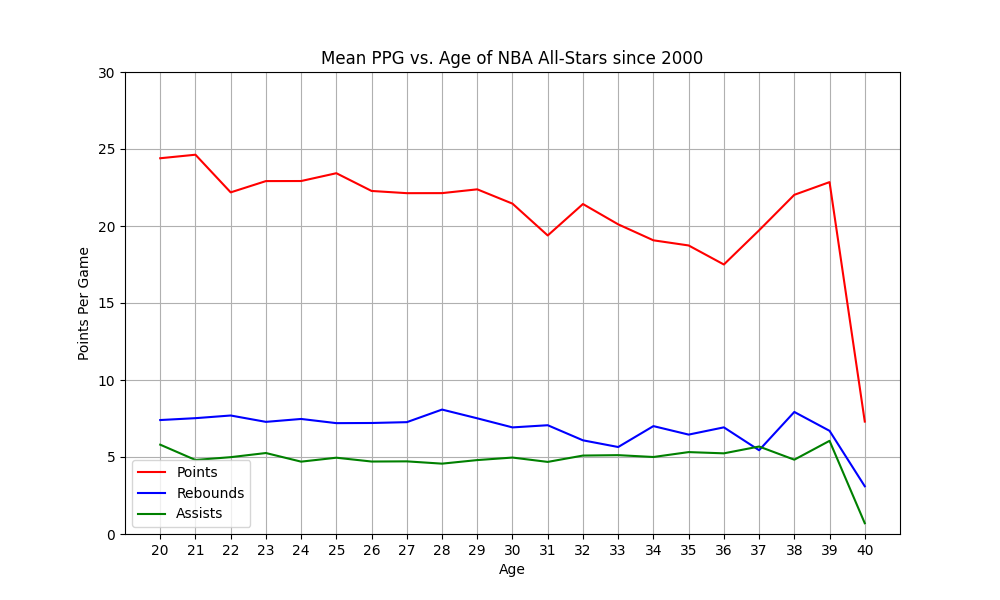 Mean PPG vs. Age of NBA All-Stars since 2000
30
25
20
15
10
5
0
Points Per Game
Points
Rebounds
Assists
20 21 22 23 24 25 26 27 28 29 30 31 32 33 34 35 36 37 38 39 40
Age